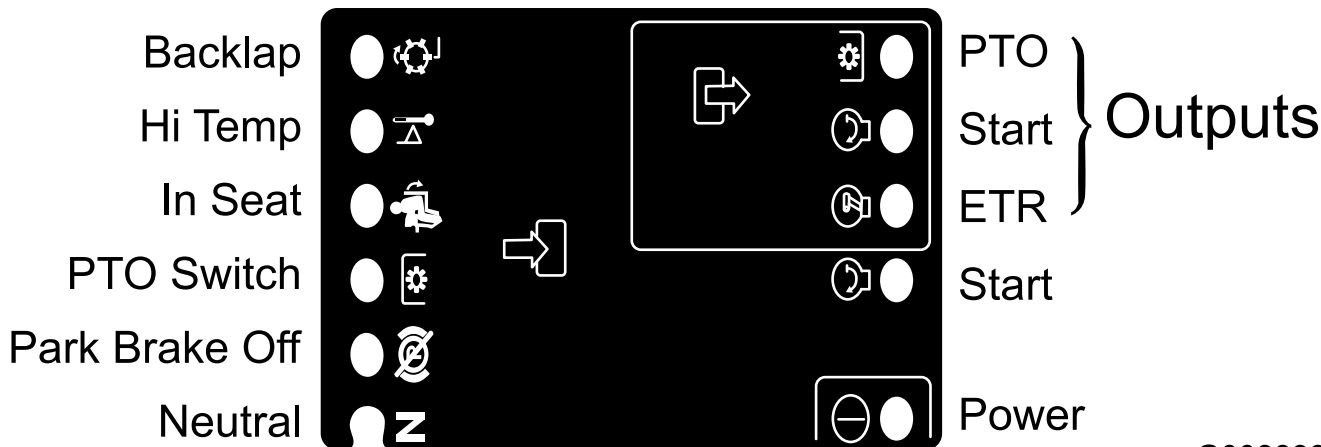 Backlap
Hi Temp
In Seat
PTO Switch
Park Brake Off
Neutral
N
PTO
Start
ETR
Outputs
Start
Power